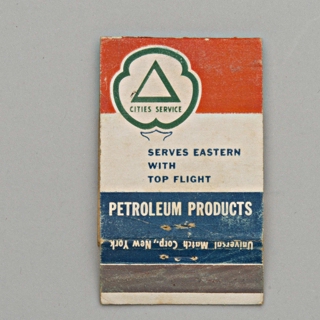 CITIES SERVICE
SERVES EASTERN
WITH
TOP FLIGHT
PETROLEUM PRODUCTS
Universal Match Corp., New York